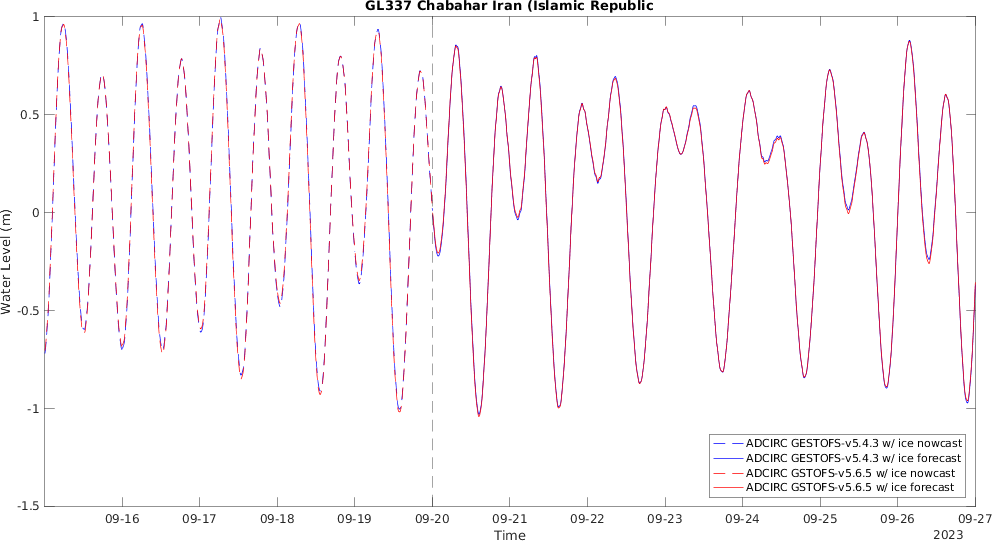 GL337 Chabahar Iran (Islamic Republic
1
0.5
0
-0.5
-1
-1.5
Water Level (m)
ADCIRC GESTOFS-v5.4.3 w/ ice nowcast
ADCIRC GESTOFS-v5.4.3 w/ ice forecast
ADCIRC GSTOFS-v5.6.5 w/ ice nowcast
ADCIRC GSTOFS-v5.6.5 w/ ice forecast
09-16 09-17 09-18 09-19 09-20 09-21 09-22 09-23 09-24 09-25 09-26 09-27
Time
2023